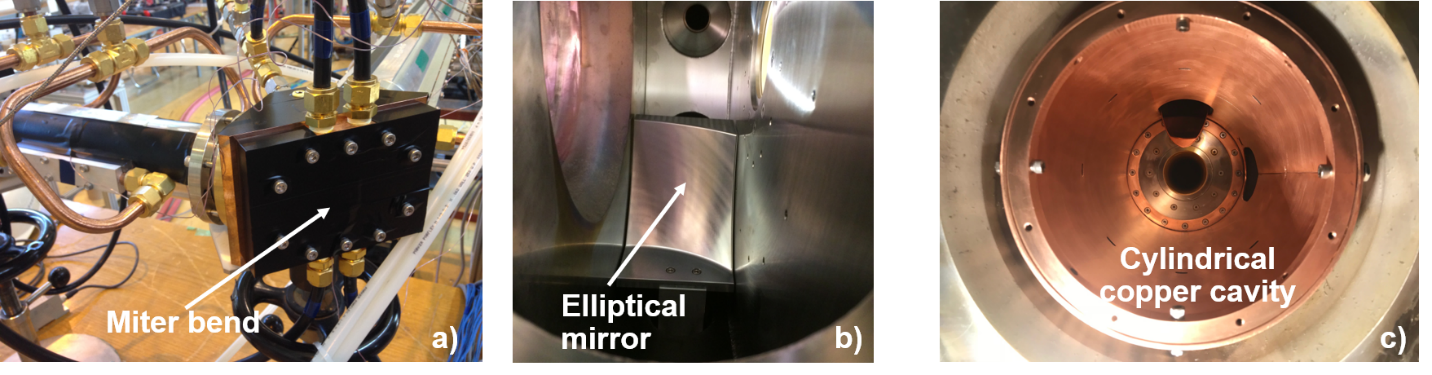 Miter bend
a)
Elliptical
mirror
b)
Cylindrical
copper cavity
c)